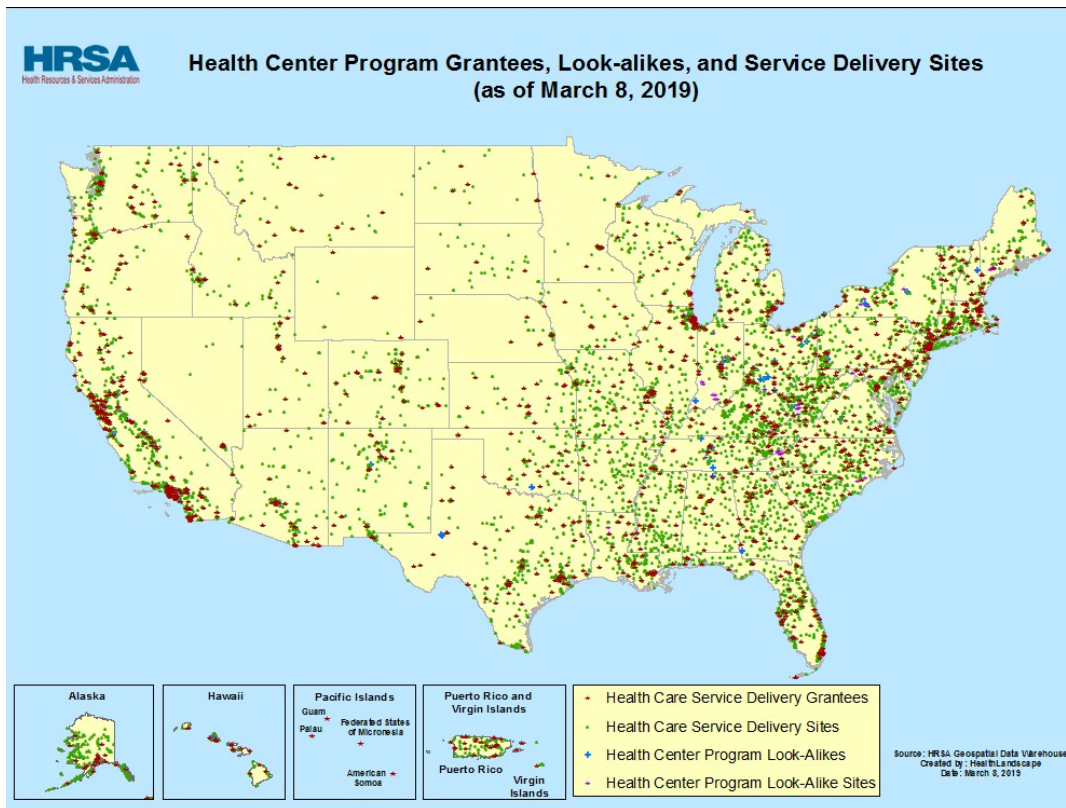 HRSA
Health Resources & Services Administration
Health Center Program Grantees, Look-alikes, and Service Delivery Sites
(as of March 8, 2019)
Alaska
Hawaii
Pacific Islands
Guam
Palau
Federated States
of Micronesia
American
Somoa
Puerto Rico and
Virgin Islands
Puerto Rico
Virgin
Islands
Health Care Service Delivery Grantees
Health Care Service Delivery Sites
Health Center Program Look-Alikes
Health Center Program Look-Alike Sites
Source : HRSA Geospatial Data Warehouse
Created by : HealthLandscape
Date : March 8, 2019